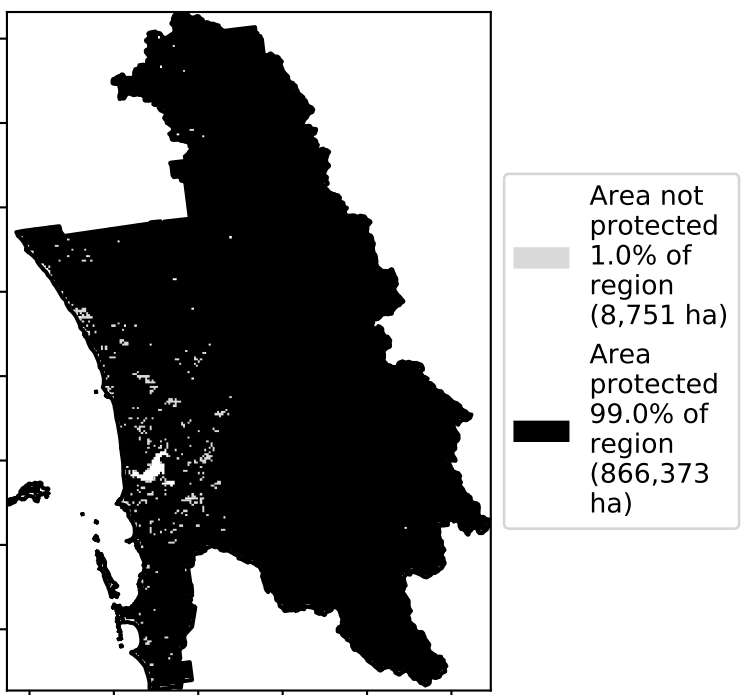 Area not
protected
1.0% of
region
(8,751 ha)
Area
protected
99.0% of
region
(866,373
ha)